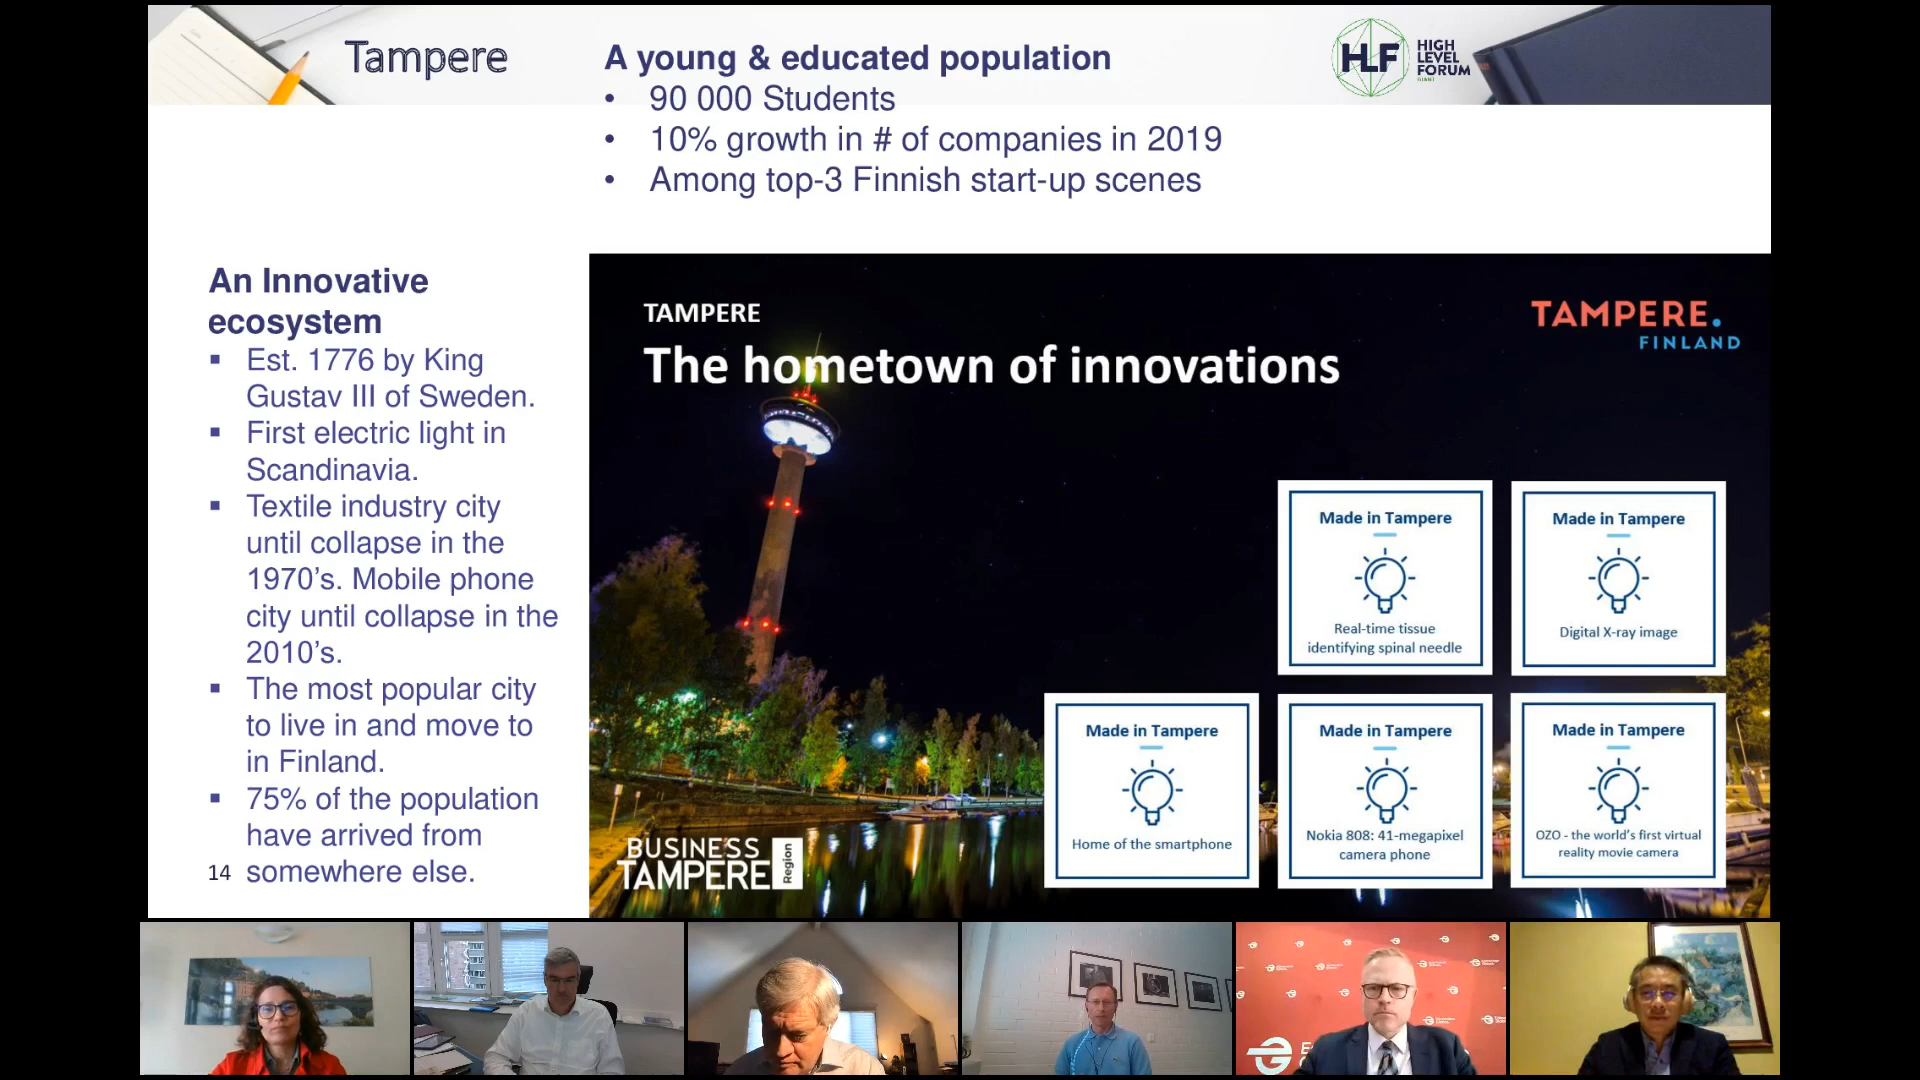 Tampere
A young & educated population
• 90 000 Students
• 10% growth in # of companies in 2019
• Among top-3 Finnish start-up scenes
HLF
HIGH
LEVEL
FORUM
An Innovative
ecosystem
▪ Est. 1776 by King
Gustav III of Sweden.
▪ First electric light in
Scandinavia.
▪ Textile industry city
until collapse in the
1970’s. Mobile phone
city until collapse in the
2010’s.
▪ The most popular city
to live in and move to
in Finland.
▪ 75% of the population
have arrived from
somewhere else.
14
TAMPERE
The hometown of innovations
TAMPERE.
FINLAND
Made in Tampere
Real-time tissue
identifying spinal needle
Made in Tampere
Digital X-ray image
Made in Tampere
Home of the smartphone
Made in Tampere
Nokia 808: 41-megapixel
camera phone
Made in Tampere
OZO - the world’s first virtual
reality movie camera
BUSINESS
TAMPERE
Region